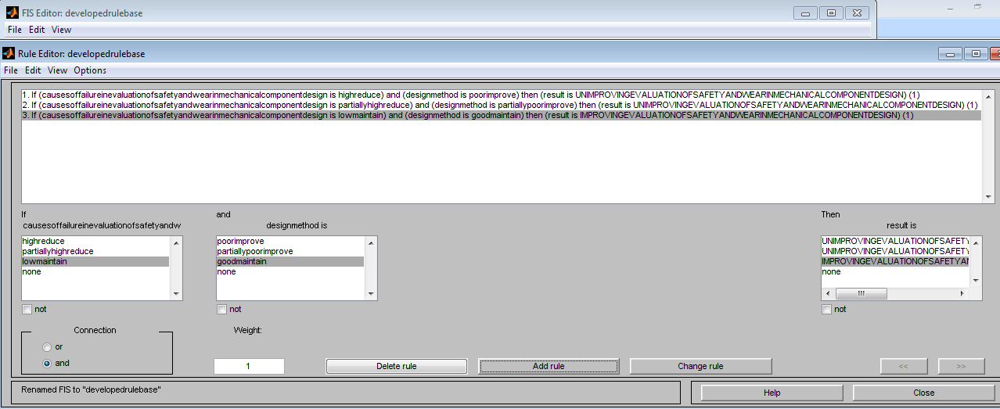 FIS Editor: developedrulebase
File Edit View
Rule Editor: developedrulebase
File Edit View Options
1. If (causesoffailureinevaluationofsafetyandwearinmechanicalcomponentdesign is highreduce) and (designmethod is poorimprove) then (result is UNIMPROVINGEVALUATIONOFSAFETYANDWEARINMECHANICALCOMPONENTDESIGN) (1)
2. If (causesoffailureinevaluationofsafetyandwearinmechanicalcomponentdesign is partiallyhighreduce) and (designmethod is partiallypoorimprove) then (result is UNIMPROVINGEVALUATIONOFSAFETYANDWEARINMECHANICALCOMPONENTDESIGN) (1)
3. If (causesoffailureinevaluationofsafetyandwearinmechanicalcomponentdesign is lowmaintain) and (designmethod is goodmaintain) then (result is IMPROVINGEVALUATIONOFSAFETYANDWEARINMECHANICALCOMPONENTDESIGN) (1)
If and Then
causesoffailureinevaluationofsafetyandw designmethod is result is
highreduce poorimprove UNIMPROVINGEVALUATIONOFSAFETY
partiallyhighreduce partiallypoorimprove UNIMPROVINGEVALUATIONOFSAFETY
lowmaintain goodmaintain IMPROVINGEVALUATIONOFSAFETYAN
none none none
not not not
Connection Weight:
or
and 1 Delete rule Add rule Change rule << >>
Renamed FIS to "developedrulebase" Help Close